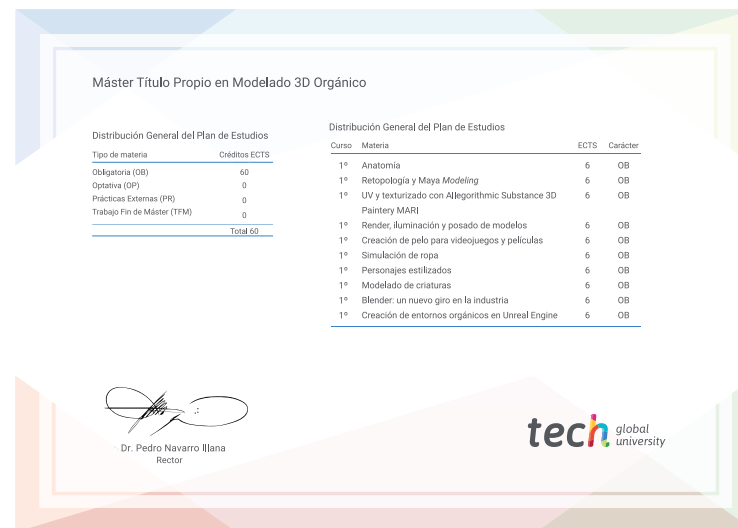 Máster Título Propio en Modelado 3D Orgánico
Distribución General del Plan de Estudios
Tipo de materia Créditos ECTS
Obligatoria (OB) 60
Optativa (OP) 0
Prácticas Externas (PR) 0
Trabajo Fin de Máster (TFM) 0
Total 60
Distribución General del Plan de Estudios
Curso Materia ECTS Carácter
1º Anatomía 6 OB
1º Retopología y Maya Modeling 6 OB
1º UV y texturizado con Allegorithmic Substance 3D 6 OB
Paintery MARI
1º Render, iluminación y posado de modelos 6 OB
1º Creación de pelo para videojuegos y películas 6 OB
1º Simulación de ropa 6 OB
1º Personajes estilizados 6 OB
1º Modelado de criaturas 6 OB
1º Blender: un nuevo giro en la industria 6 OB
1º Creación de entornos orgánicos en Unreal Engine 6 OB
Dr. Pedro Navarro Illana
Rector
tech global
university